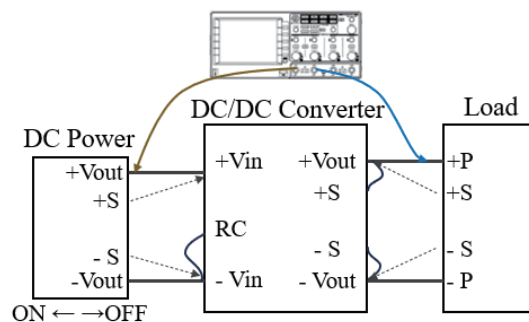 DC/DC Converter
Load
DC Power
+Vout
+S
- S
-Vout
ON ← →OFF
+Vin
RC
- Vin
+Vout
+S
- S
- Vout
+P
+S
- S
- P